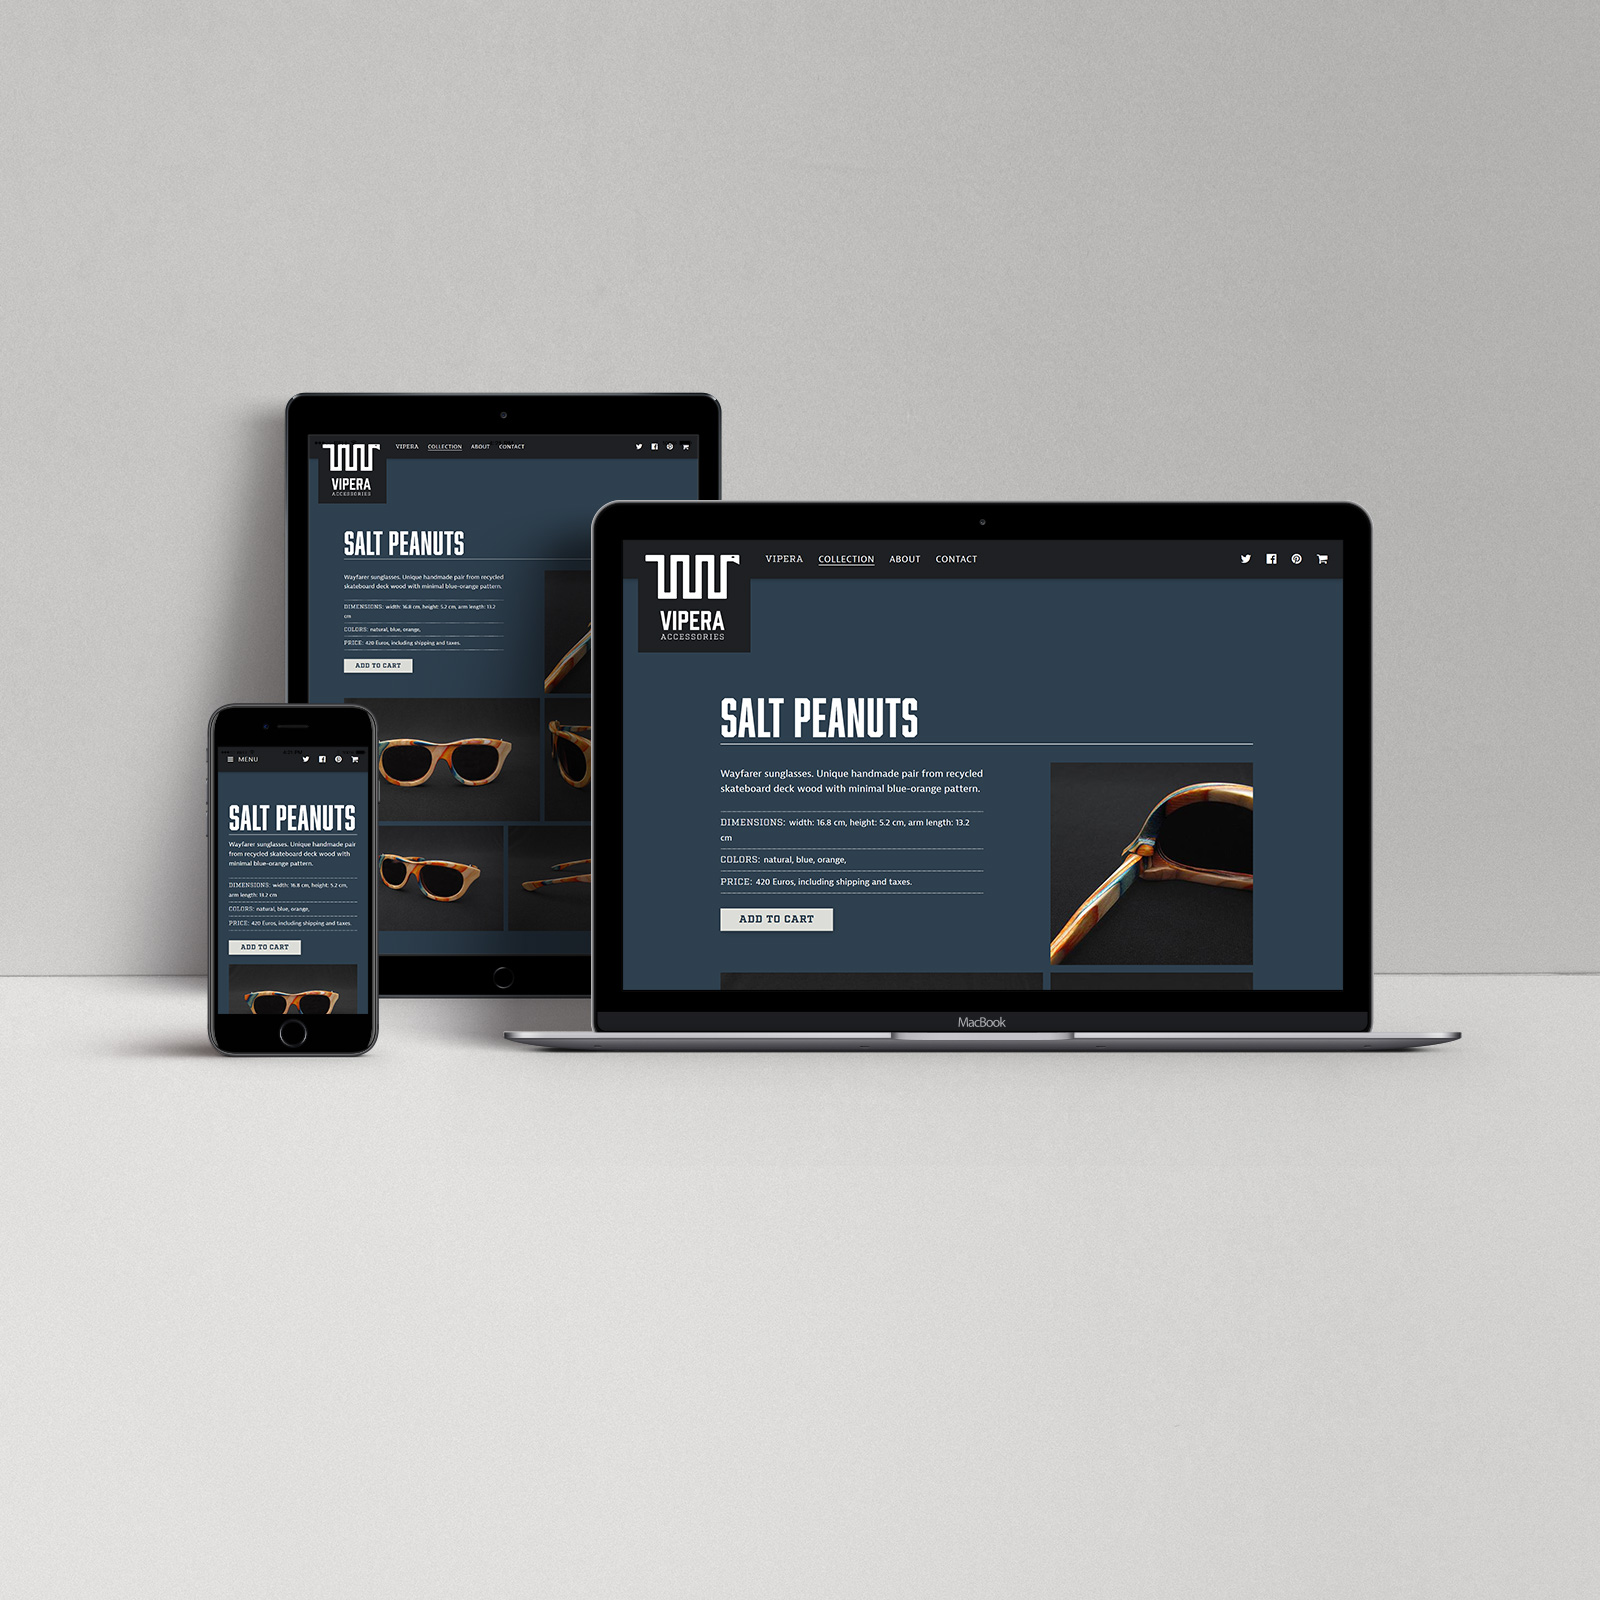 VIPERA COLLECTION ABOUT CONTACT
VIPERA
ACCESSORIES
SALT PEANUTS
Wayfarer sunglasses. Unique handmade pair from recycled
skateboard deck wood with minimal blue-orange pattern.
DIMENSIONS: width: 16.8 cm, height: 5.2 cm, arm length: 13.2
cm
COLORS: natural, blue, orange,
PRICE: 420 Euros, including shipping and taxes.
ADD TO CART
MENU
SALT PEANUTS
Wayfarer sunglasses. Unique handmade pair
from recycled skateboard deck wood with
minimal blue-orange pattern.
DIMENSIONS: width: 16.8 cm, height: 5.2 cm,
arm length: 13.2 cm
COLORS: natural, blue, orange,
PRICE: 420 Euros, including shipping and taxes.
ADD TO CART
VIPERA COLLECTION ABOUT CONTACT
VIPERA
ACCESSORIES
SALT PEANUTS
Wayfarer sunglasses. Unique handmade pair from recycled
skateboard deck wood with minimal blue-orange pattern.
DIMENSIONS: width: 16.8 cm, height: 5.2 cm, arm length: 13.2
cm
COLORS: natural, blue, orange,
PRICE: 420 Euros, including shipping and taxes.
ADD TO CART
MacBook